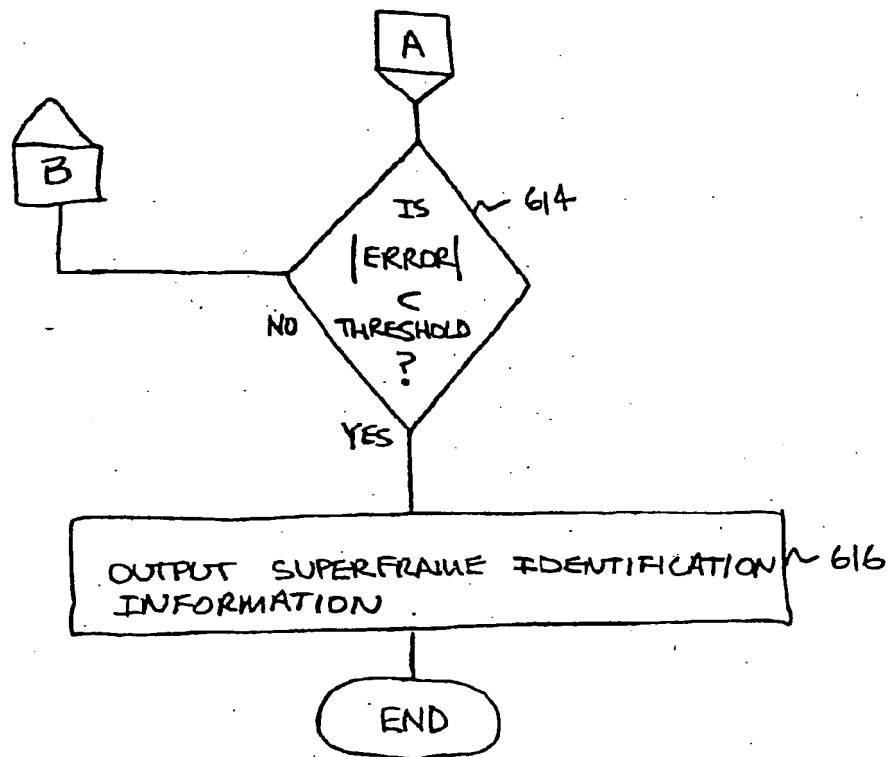 A
B
IS
|ERROR|
<
THRESHOLD
?
614
NO
YES
OUTPUT SUPERFRAME IDENTIFICATION
INFORMATION
616
END